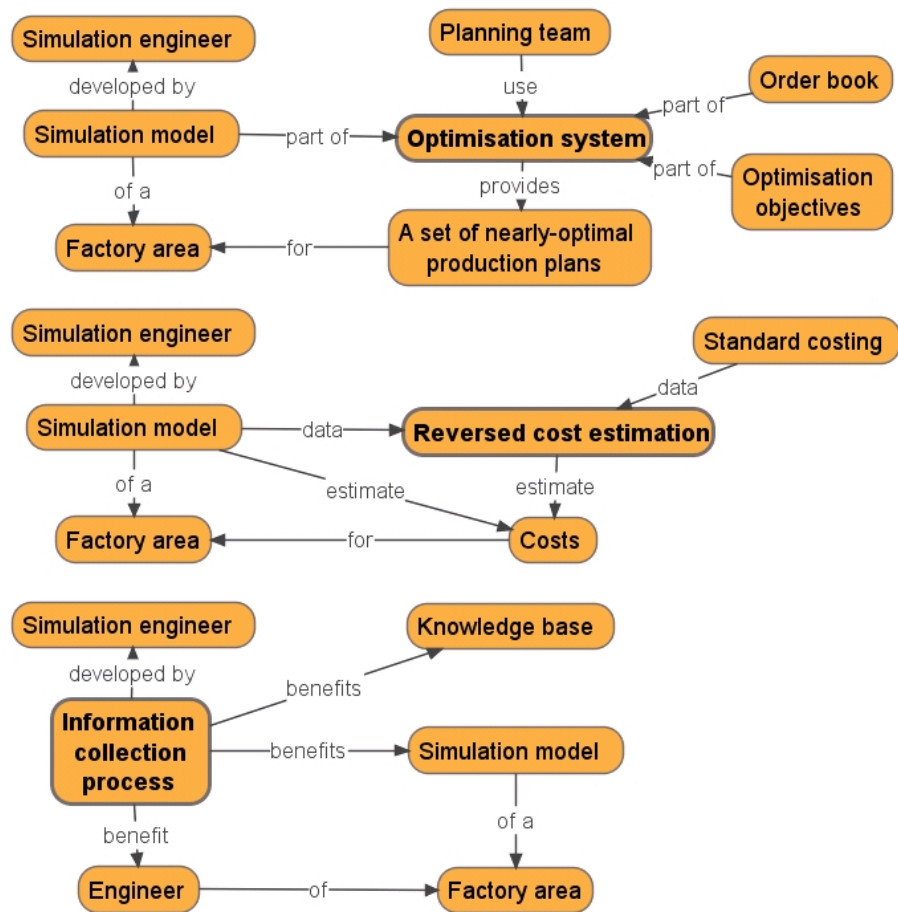 Simulation engineer
Planning team
developed by
use
Order book
part of
Simulation model
part of
Optimisation system
part of
of a
provides
Optimisation
objectives
Factory area
for
A set of nearly-optimal
production plans
Simulation engineer
Standard costing
developed by
data
Simulation model
data
Reversed cost estimation
of a
estimate
estimate
Factory area
for
Costs
Simulation engineer
Knowledge base
developed by
benefits
Information
collection
process
benefits
Simulation model
benefit
of a
Engineer
of
Factory area